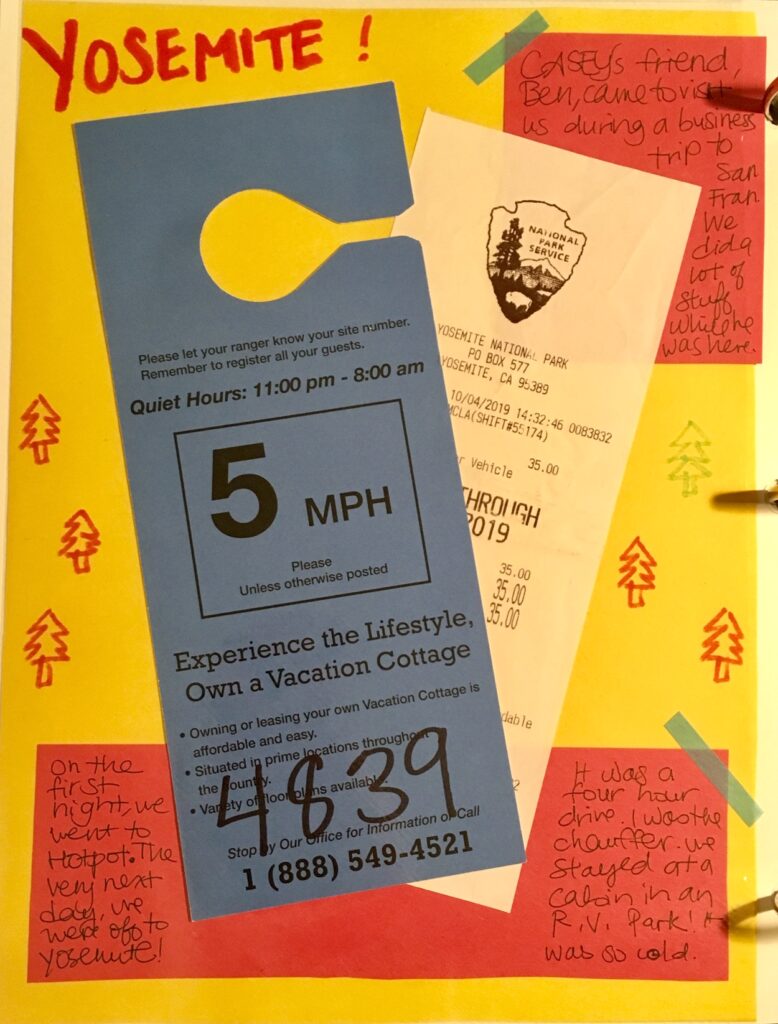 YOSEMITE!
CASEY's friend,
Ben, came to visit
us during a business
trip to
San
Fran
We
did a
lot of
stuff
while he
was here.
NATIONAL
PARK
SERVICE
YOSEMITE NATIONAL PARK
PO BOX 577
YOSEMITE, CA 95389
10/04/2019 14:32:46 0083832
MCLA(SHIFT#55174)
Vehicle 35.00
THROUGH
2019
35.00
35.00
35.00
Please let your ranger know your site number.
Remember to register all your guests.
Quiet Hours: 11:00 pm - 8:00 am
5 MPH
Please
Unless otherwise posted
Experience the Lifestyle,
Own a Vacation Cottage
• Owning or leasing your own Vacation Cottage is
affordable and easy.
• Situated in prime locations throughout
the country.
• Variety of floor plans available.
4839
Stop by Our Office for Information or Call
1 (888) 549-4521
On the
first
night, we
went to
Hotpot. The
very next
day, we
were off to
Yosemite!
It was a
four hour
drive. I was the
chauffer. We
stayed at a
cabin in an
R.V. Park! It
was so cold.